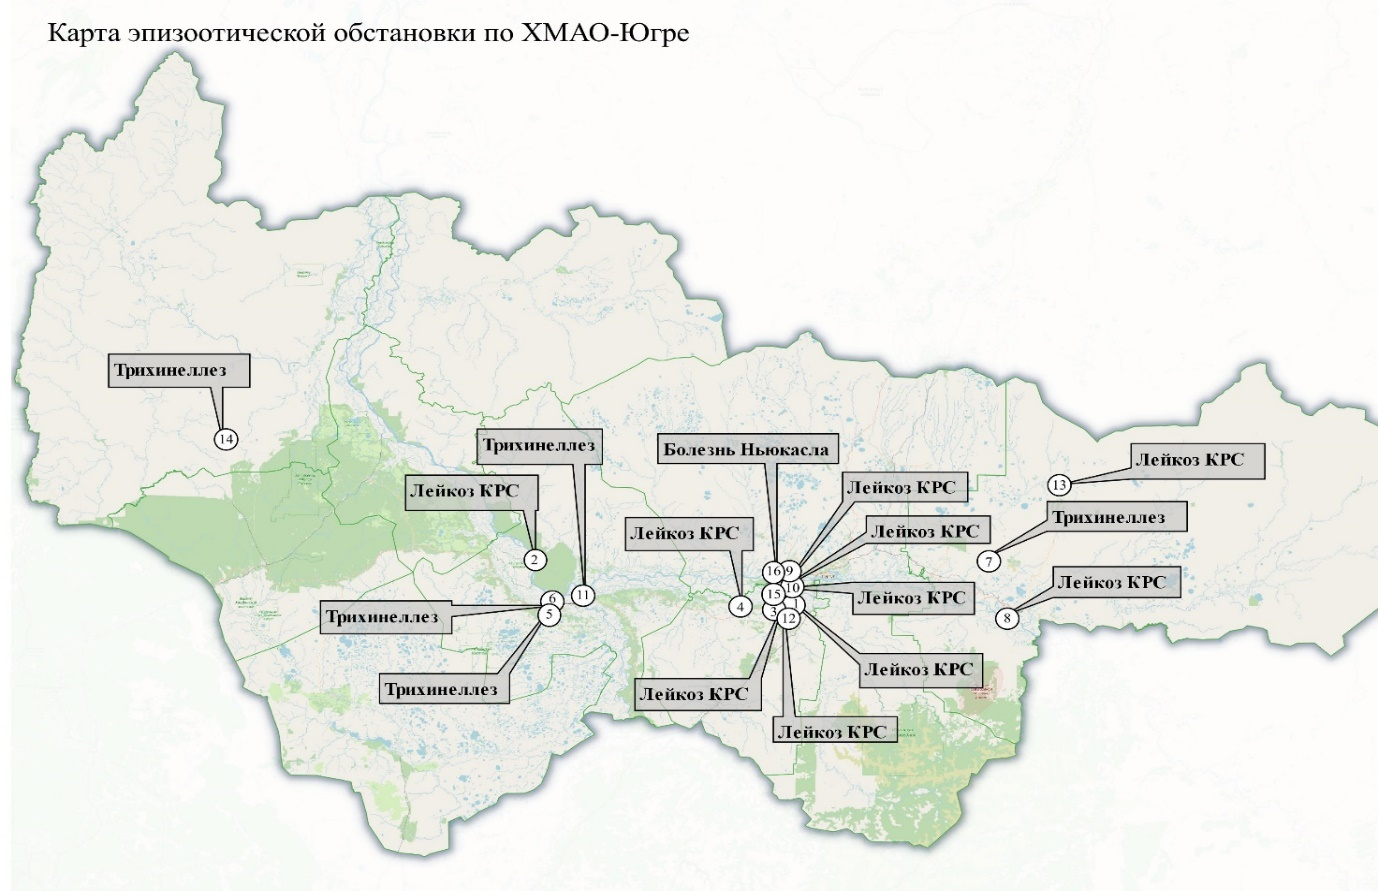 Карта эпизоотической обстановки по ХМАО-Югре
Трихинеллез
14
Трихинеллез
Болезнь Ньюкасла
Лейкоз КРС
13
Лейкоз КРС
Лейкоз КРС
Трихинеллез
Лейкоз КРС
Лейкоз КРС
2
7
16
9
Лейкоз КРС
10
Лейкоз КРС
11
15
6
4
1
3
Трихинеллез
5
12
8
Лейкоз КРС
Трихинеллез
Лейкоз КРС
Лейкоз КРС